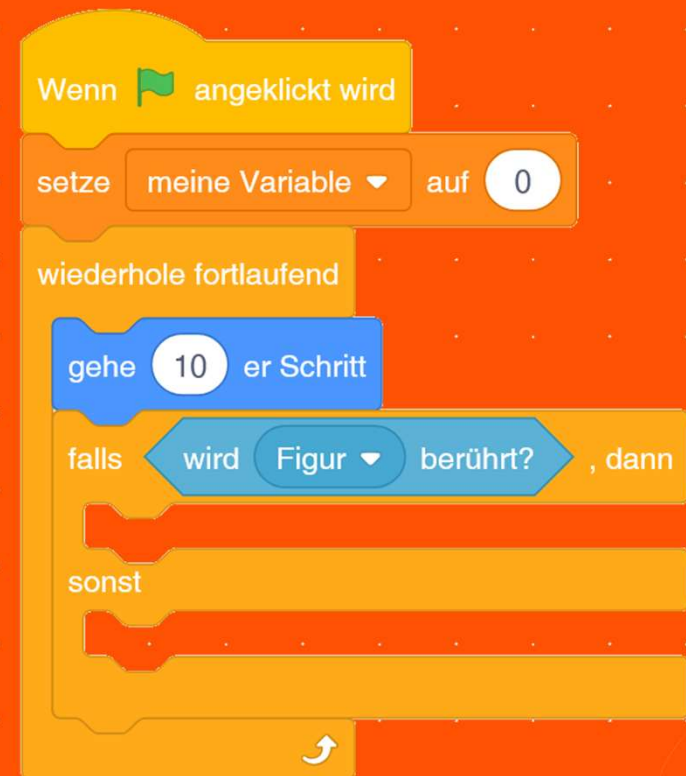 Wenn angeklickt wird
setze meine Variable auf 0
wiederhole fortlaufend
gehe 10 er Schritt
falls wird Figur berührt? , dann
sonst